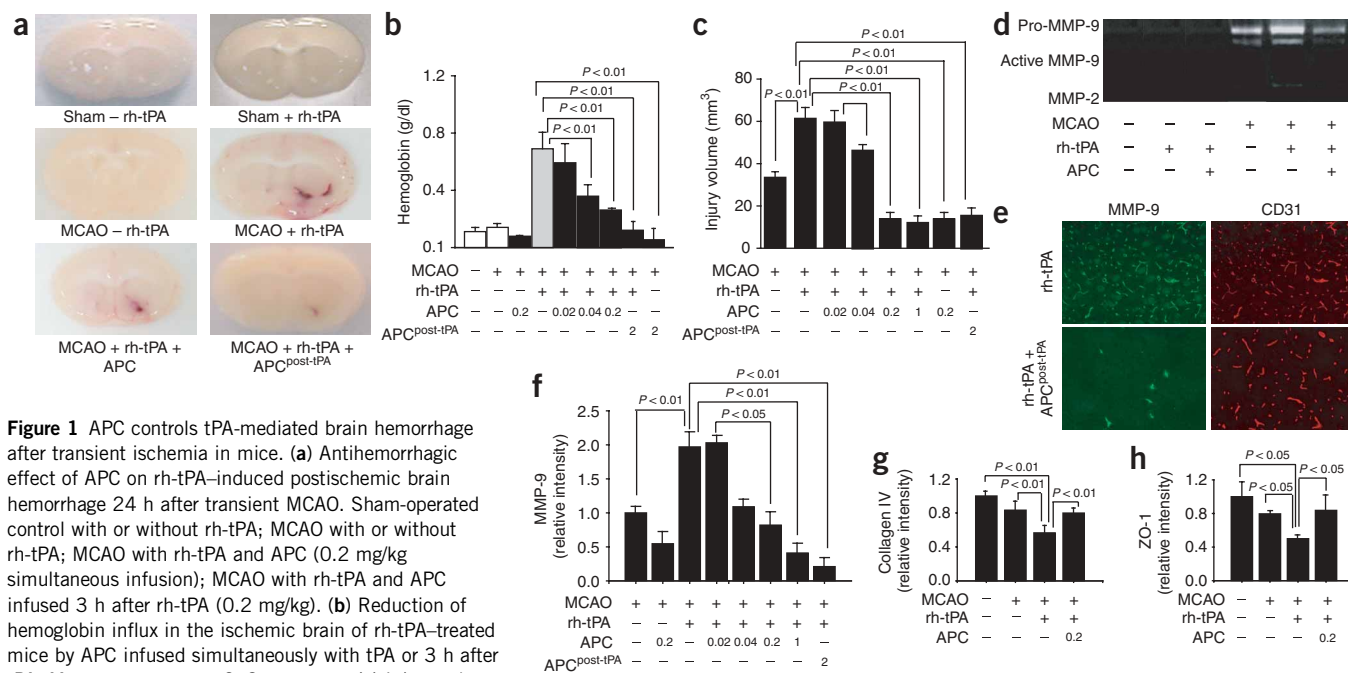 a
Sham – rh-tPA
Sham + rh-tPA
MCAO – rh-tPA
MCAO + rh-tPA
MCAO + rh-tPA +
APC
MCAO + rh-tPA +
APCpost-tPA
b
P < 0.01
P < 0.01
P < 0.01
P < 0.01
Hemoglobin (g/dl)
1.2
0.8
0.4
0.1
MCAO – + + + + + + + +
rh-tPA – – – + + + + + –
APC – – 0.2 – 0.02 0.04 0.2 – –
APCpost-tPA – – – – – – – 2 2
c
P < 0.01
P < 0.01
P < 0.01
P < 0.01
P < 0.01
Injury volume (mm³)
80
60
40
20
0
MCAO + + + + + + + +
rh-tPA – + + + + + – +
APC – – 0.02 0.04 0.2 1 0.2 –
APCpost-tPA – – – – – – – 2
d
Pro-MMP-9
Active MMP-9
MMP-2
MCAO – – – + + +
rh-tPA – + + – + +
APC – – + – – +
e
MMP-9
CD31
rh-tPA
rh-tPA +
APCpost-tPA
f
P < 0.01
P < 0.01
P < 0.01
P < 0.05
MMP-9
(relative intensity)
2.5
2.0
1.5
1.0
0.5
0.0
MCAO + + + + + + + +
rh-tPA – – + + + + + +
APC – 0.2 – 0.02 0.04 0.2 1 –
APCpost-tPA – – – – – – – 2
g
P < 0.01
P < 0.01
P < 0.01
Collagen IV
(relative intensity)
1.2
0.8
0.4
0.0
MCAO – + + +
rh-tPA – – + +
APC – – – 0.2
h
P < 0.05
P < 0.05
P < 0.05
ZO-1
(relative intensity)
1.2
0.8
0.4
0.0
MCAO – + + +
rh-tPA – – + +
APC – – – 0.2
Figure 1 APC controls tPA-mediated brain hemorrhage
after transient ischemia in mice. (a) Antihemorrhagic
effect of APC on rh-tPA–induced postischemic brain
hemorrhage 24 h after transient MCAO. Sham-operated
control with or without rh-tPA; MCAO with or without
rh-tPA; MCAO with rh-tPA and APC (0.2 mg/kg
simultaneous infusion); MCAO with rh-tPA and APC
infused 3 h after rh-tPA (0.2 mg/kg). (b) Reduction of
hemoglobin influx in the ischemic brain of rh-tPA–treated
mice by APC infused simultaneously with tPA or 3 h after